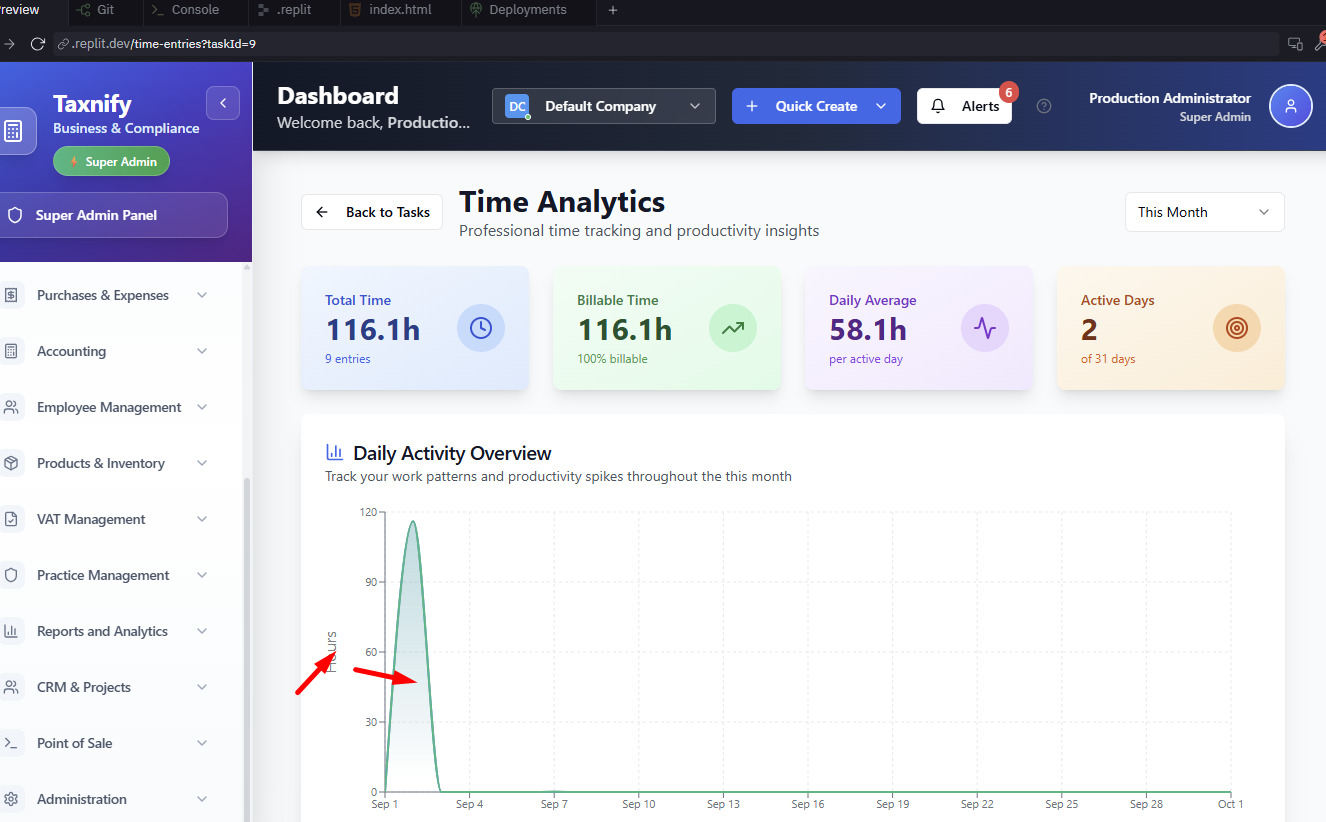 review
Git
Console
.replit
index.html
Deployments
.replit.dev/time-entries?taskId=9
Taxnify
Business & Compliance
Super Admin
Super Admin Panel
Purchases & Expenses
Accounting
Employee Management
Products & Inventory
VAT Management
Practice Management
Reports and Analytics
CRM & Projects
Point of Sale
Administration
Dashboard
Welcome back, Productio...
DC
Default Company
Quick Create
Alerts
6
Production Administrator
Super Admin
Back to Tasks
Time Analytics
Professional time tracking and productivity insights
This Month
Total Time
116.1h
9 entries
Billable Time
116.1h
100% billable
Daily Average
58.1h
per active day
Active Days
2
of 31 days
Daily Activity Overview
Track your work patterns and productivity spikes throughout the this month
Hours
120
90
60
30
0
Sep 1
Sep 4
Sep 7
Sep 10
Sep 13
Sep 16
Sep 19
Sep 22
Sep 25
Sep 28
Oct 1